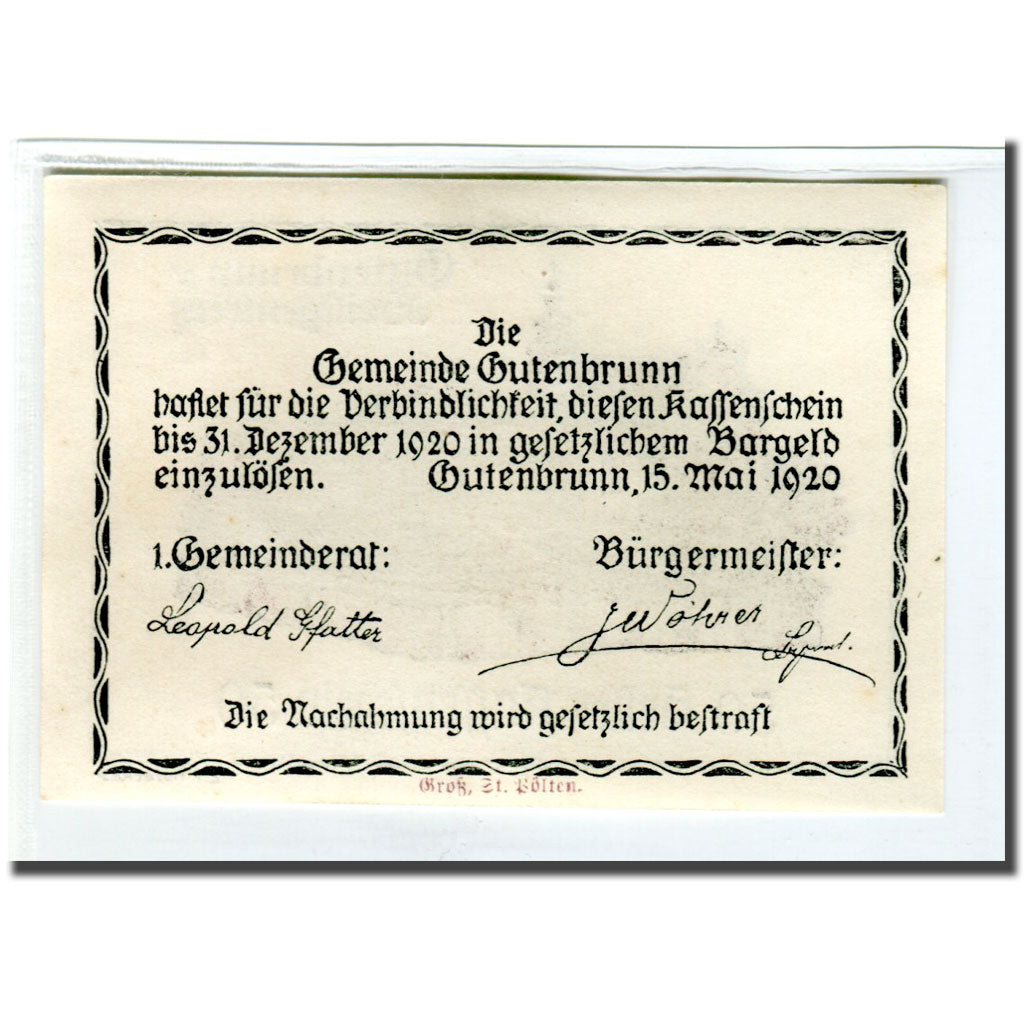 Die
Gemeinde Gutenbrunn
haftet für die Verbindlichkeit, diesen Kassenschein
bis 31. Dezember 1920 in gesetzlichem Bargeld
einzulösen. Gutenbrunn, 15. Mai 1920
1. Gemeinderat: Bürgermeister:
Leopold Pfatter JWöhrer
Die Nachahmung wird gesetzlich bestraft
Groß, St. Pölten.